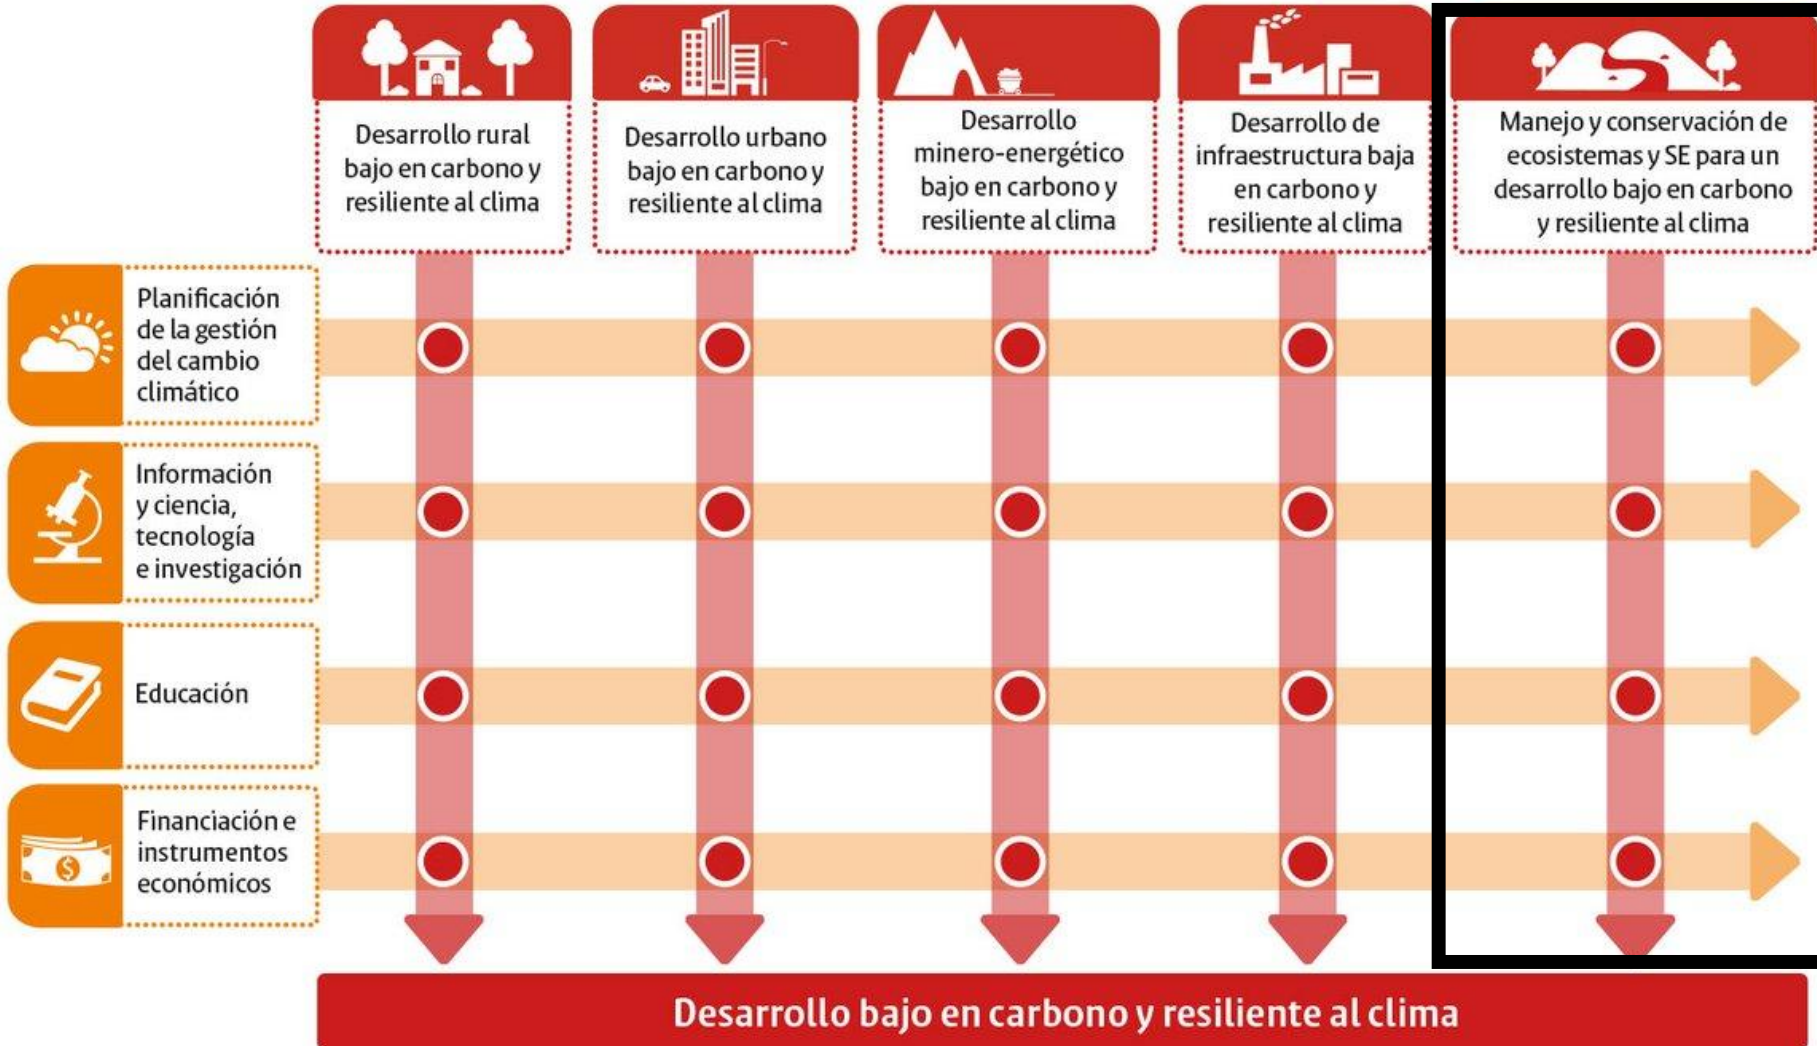 Desarrollo rural
bajo en carbono y
resiliente al clima
Desarrollo urbano
bajo en carbono y
resiliente al clima
Desarrollo
minero-energético
bajo en carbono y
resiliente al clima
Desarrollo de
infraestructura baja
en carbono y
resiliente al clima
Manejo y conservación de
ecosistemas y SE para un
desarrollo bajo en carbono
y resiliente al clima
Planificación
de la gestión
del cambio
climático
Información
y ciencia,
tecnología
e investigación
Educación
Financiación e
instrumentos
económicos
$
Desarrollo bajo en carbono y resiliente al clima